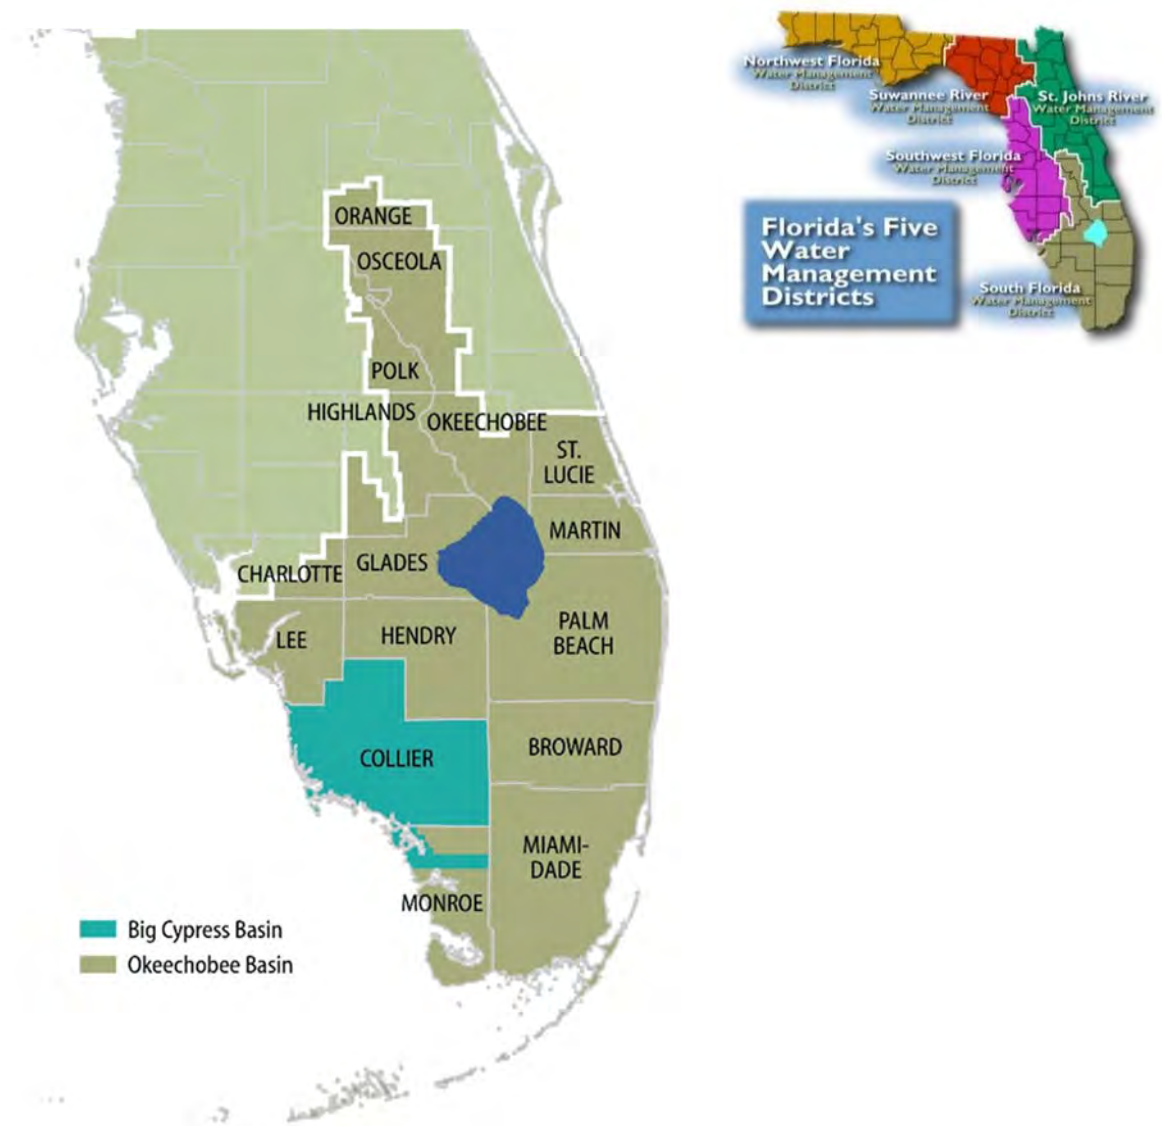 Northwest Florida
Water Management
District
Suwannee River
Water Management
District
St. Johns River
Water Management
District
Southwest Florida
Water Management
District
Florida's Five
Water
Management
Districts
South Florida
Water Management
District
ORANGE
OSCEOLA
POLK
HIGHLANDS
OKEECHOBEE
ST.
LUCIE
MARTIN
GLADES
CHARLOTTE
PALM
BEACH
LEE
HENDRY
COLLIER
BROWARD
MIAMI-
DADE
MONROE
Big Cypress Basin
Okeechobee Basin